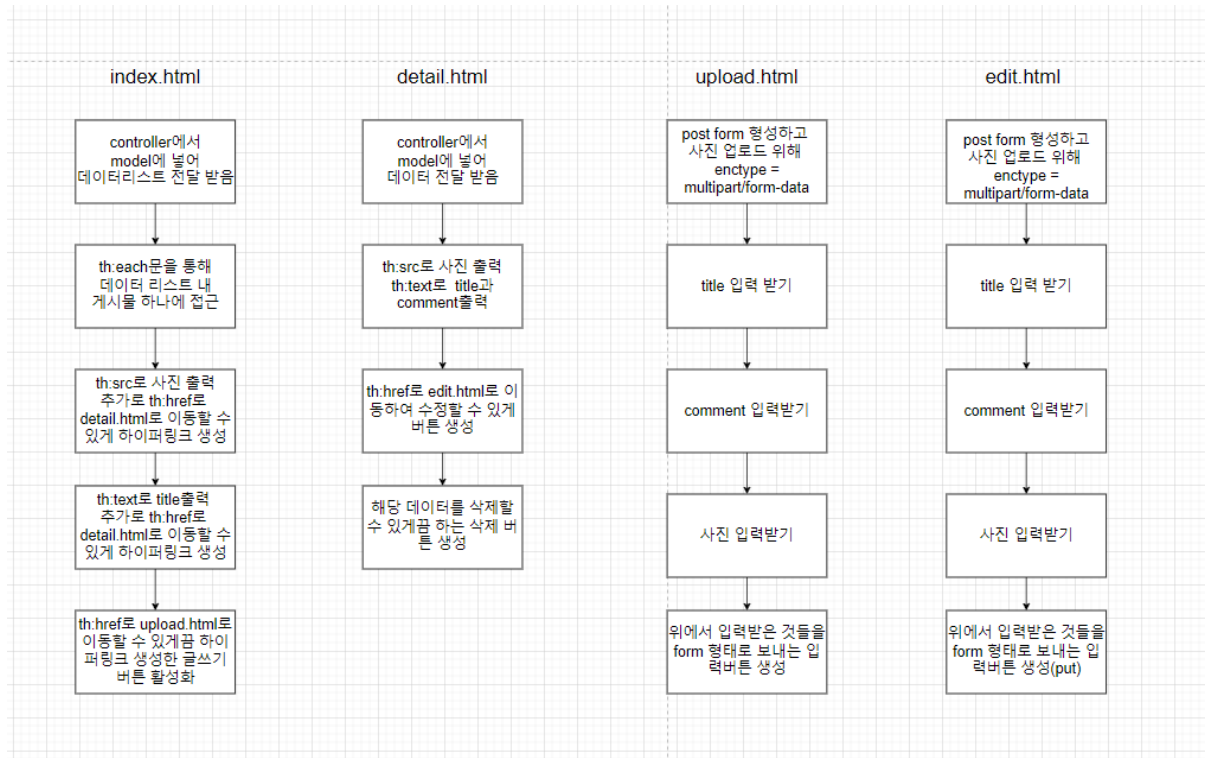 index.html
controller에서
model에 넣어
데이터리스트 전달 받음
th:each문을 통해
데이터 리스트 내
게시물 하나에 접근
th:src로 사진 출력
추가로 th:href로
detail.html로 이동할 수
있게 하이퍼링크 생성
th:text로 title출력
추가로 th:href로
detail.html로 이동할 수
있게 하이퍼링크 생성
th:href로 upload.html로
이동할 수 있게끔 하이
퍼링크 생성한 글쓰기
버튼 활성화
detail.html
controller에서
model에 넣어
데이터 전달 받음
th:src로 사진 출력
th:text로 title과
comment출력
th:href로 edit.html로 이
동하여 수정할 수 있게
버튼 생성
해당 데이터를 삭제할
수 있게끔 하는 삭제 버
튼 생성
upload.html
post form 형성하고
사진 업로드 위해
enctype =
multipart/form-data
title 입력 받기
comment 입력받기
사진 입력받기
위에서 입력받은 것들을
form 형태로 보내는 입
력버튼 생성
edit.html
post form 형성하고
사진 업로드 위해
enctype =
multipart/form-data
title 입력 받기
comment 입력받기
사진 입력받기
위에서 입력받은 것들을
form 형태로 보내는 입
력버튼 생성(put)